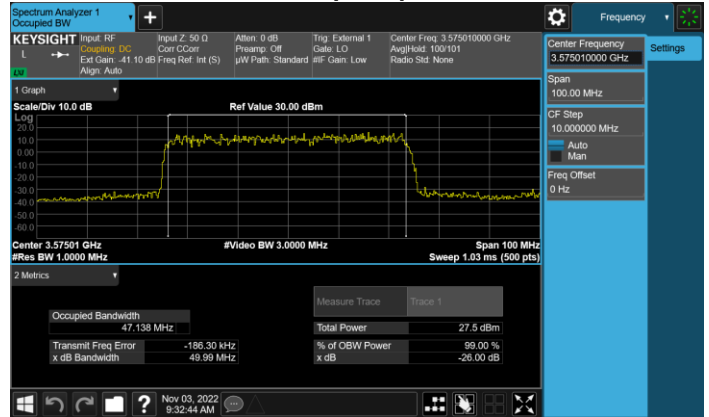 Spectrum Analyzer 1
Occupied BW
Frequency
KEYSIGHT
L
LU
Input: RF
Coupling: DC
Ext Gain: -41.10 dB
Align: Auto
Input Z: 50 Ω
Corr CCorr
Freq Ref: Int (S)
Atten: 0 dB
Preamp: Off
µW Path: Standard
Trig: External 1
Gate: LO
#IF Gain: Low
Center Freq: 3.575010000 GHz
Avg|Hold: 100/101
Radio Std: None
Center Frequency
3.575010000 GHz
Settings
Span
100.00 MHz
CF Step
10.000000 MHz
Auto
Man
Freq Offset
0 Hz
1 Graph
Scale/Div 10.0 dB
Ref Value 30.00 dBm
Log
20.0
10.0
0.00
-10.0
-20.0
-30.0
-40.0
-50.0
-60.0
Center 3.57501 GHz
#Video BW 3.0000 MHz
Span 100 MHz
#Res BW 1.0000 MHz
Sweep 1.03 ms (500 pts)
2 Metrics
Measure Trace
Trace 1
Occupied Bandwidth
47.138 MHz
Total Power
27.5 dBm
Transmit Freq Error
-186.30 kHz
% of OBW Power
99.00 %
x dB Bandwidth
49.99 MHz
x dB
-26.00 dB
?
Nov 03, 2022
9:32:44 AM